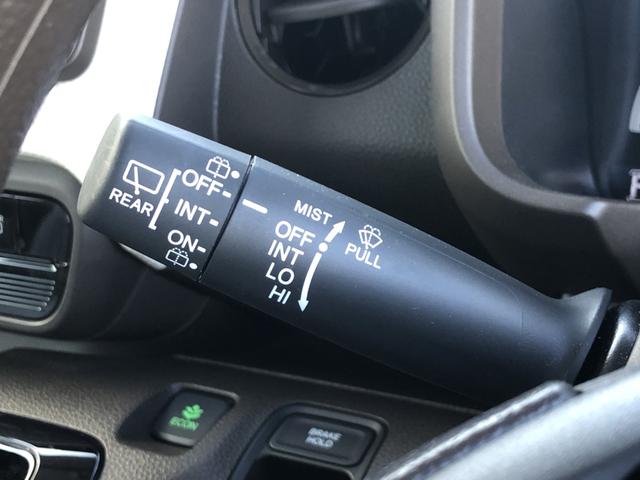 REAR
OFF
INT
ON
MIST
OFF
INT
LO
HI
PULL
ECON
BRAKE
HOLD